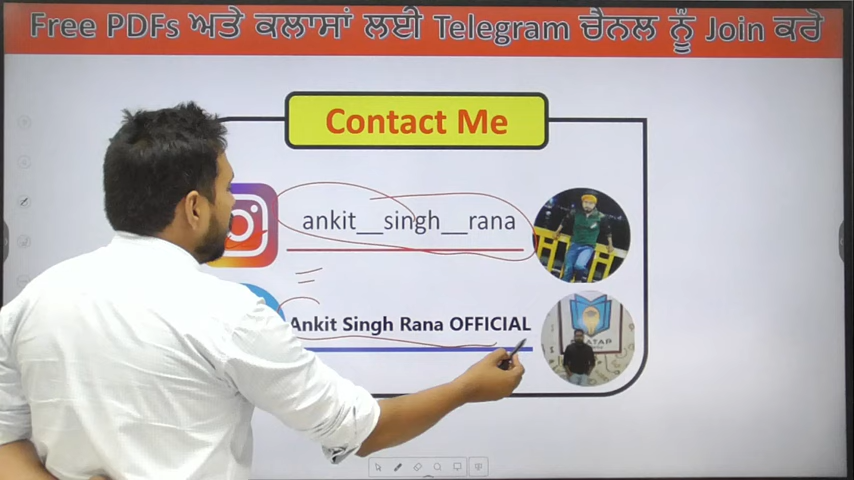 Free PDFs ਅਤੇ ਕਲਾਸਾਂ ਲਈ Telegram ਚੈਨਲ ਨੂੰ Join ਕਰੋ
Contact Me
ankit__singh__rana
Ankit Singh Rana OFFICIAL